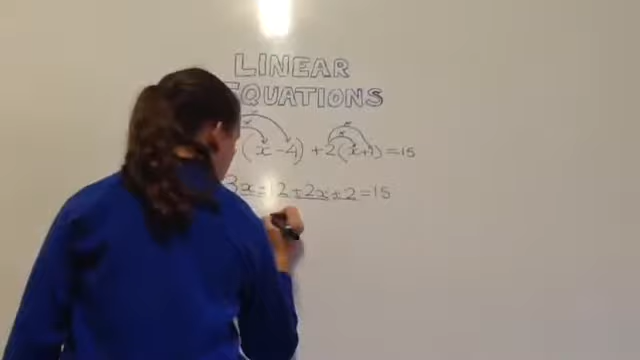 LINEAR
EQUATIONS
(x-4) + 2(x+1) = 15
3x - 12 + 2x + 2 = 15